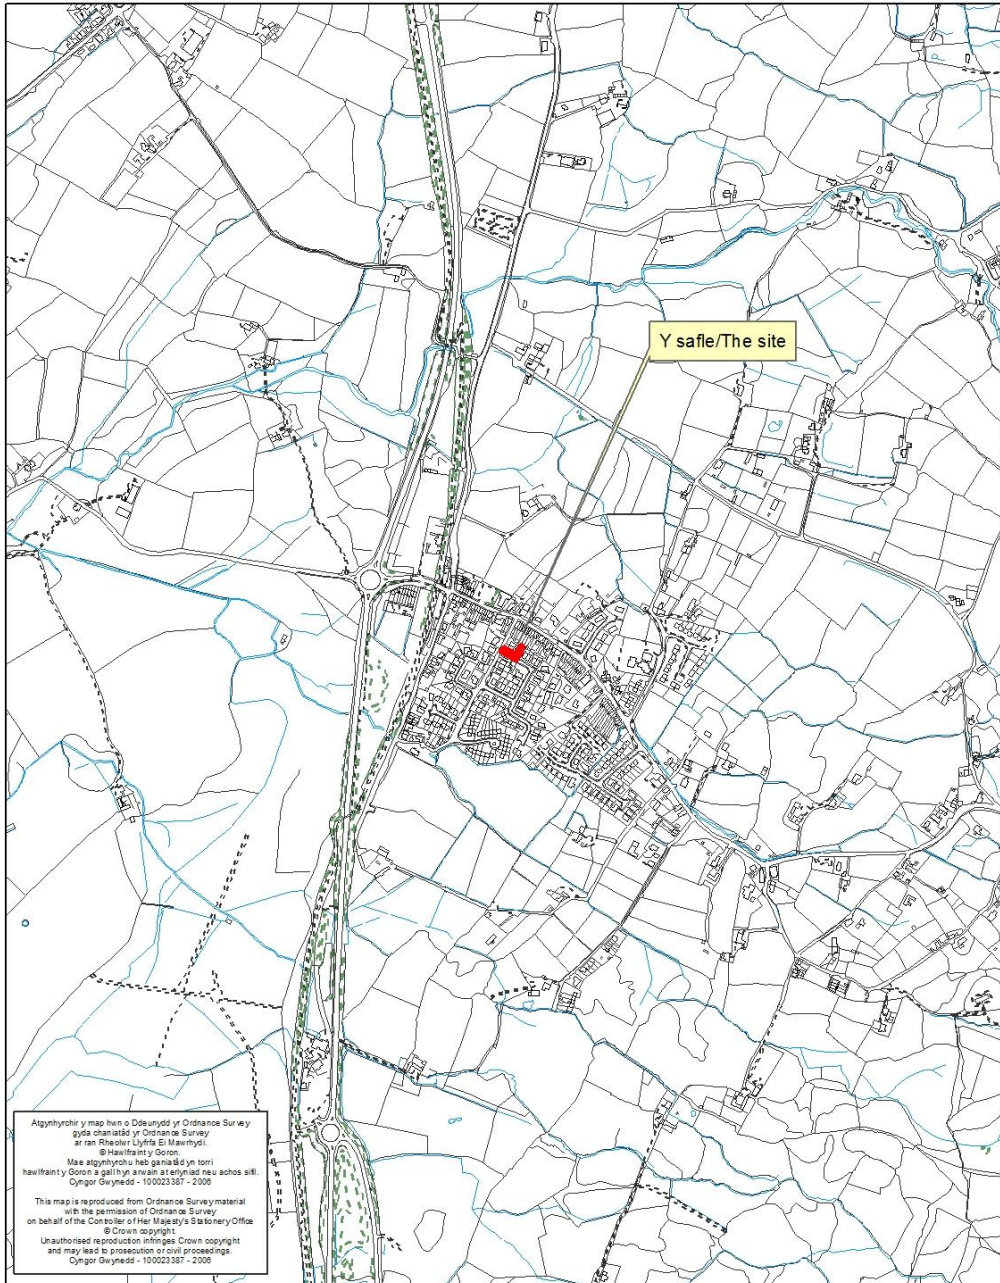 Y safle/The site
Atgynhyrchir y map hwn o Ddeunydd yr Ordnance Survey
gyda chaniatâd yr Ordnance Survey
ar ran Rheolwr Llyfrfa Ei Mawrhydi.
© Hawlfraint y Goron.
Mae atgynhyrchu heb ganiatâd yn torri
hawlfraint y Goron a gall hyn arwain at erlyniad neu achos sifil.
Cyngor Gwynedd - 100023387 - 2006
This map is reproduced from Ordnance Survey material
with the permission of Ordnance Survey
on behalf of the Controller of Her Majesty's Stationery Office
© Crown copyright.
Unauthorised reproduction infringes Crown copyright
and may lead to prosecution or civil proceedings.
Cyngor Gwynedd - 100023387 - 2006